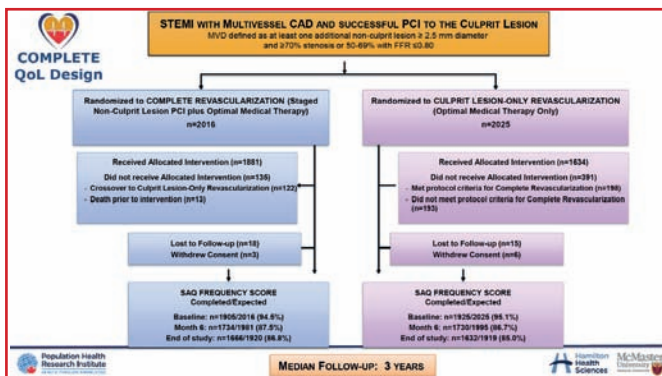 COMPLETE
QoL Design
STEMI WITH MULTIVESSEL CAD AND SUCCESSFUL PCI TO THE CULPRIT LESION
MVD defined as at least one additional non-culprit lesion ≥ 2.5 mm diameter
and ≥70% stenosis or 50-69% with FFR ≤0.80
Randomized to COMPLETE REVASCULARIZATION (Staged
Non-Culprit Lesion PCI plus Optimal Medical Therapy)
n=2016
Randomized to CULPRIT LESION-ONLY REVASCULARIZATION
(Optimal Medical Therapy Only)
n=2025
Received Allocated Intervention (n=1881)
Did not receive Allocated Intervention (n=135)
- Crossover to Culprit Lesion-Only Revascularization (n=122)
- Death prior to intervention (n=13)
Received Allocated Intervention (n=1634)
Did not receive Allocated Intervention (n=391)
- Met protocol criteria for Complete Revascularization (n=198)
- Did not meet protocol criteria for Complete Revascularization
(n=193)
Lost to Follow-up (n=18)
Withdrew Consent (n=3)
Lost to Follow-up (n=15)
Withdrew Consent (n=6)
SAQ FREQUENCY SCORE
Completed/Expected
Baseline: n=1905/2016 (94.5%)
Month 6: n=1734/1981 (87.5%)
End of study: n=1666/1920 (86.8%)
SAQ FREQUENCY SCORE
Completed/Expected
Baseline: n=1925/2025 (95.1%)
Month 6: n=1730/1995 (86.7%)
End of study: n=1632/1919 (85.0%)
Population Health
Research Institute
MEDIAN FOLLOW-UP: 3 YEARS
Hamilton
Health
Sciences
McMaster
University